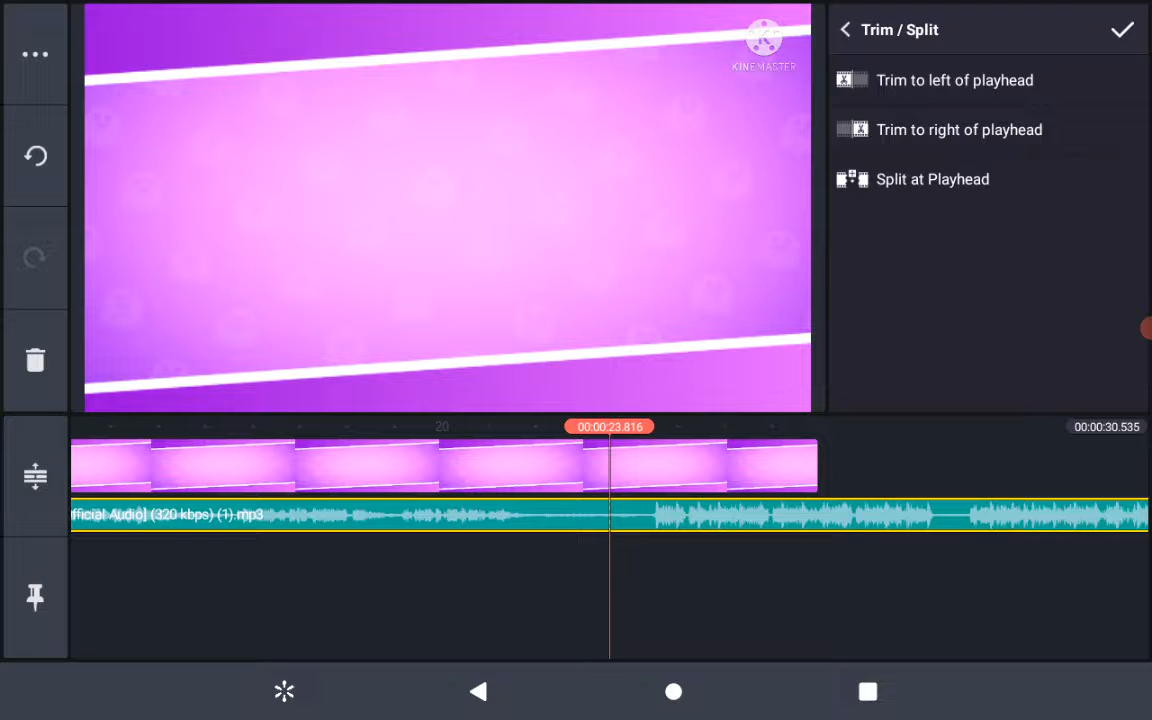 Trim / Split
KINEMASTER
Trim to left of playhead
Trim to right of playhead
Split at Playhead
20
00:00:23.816
00:00:30.535
fficial Audio] (320 kbps) (1).mp3